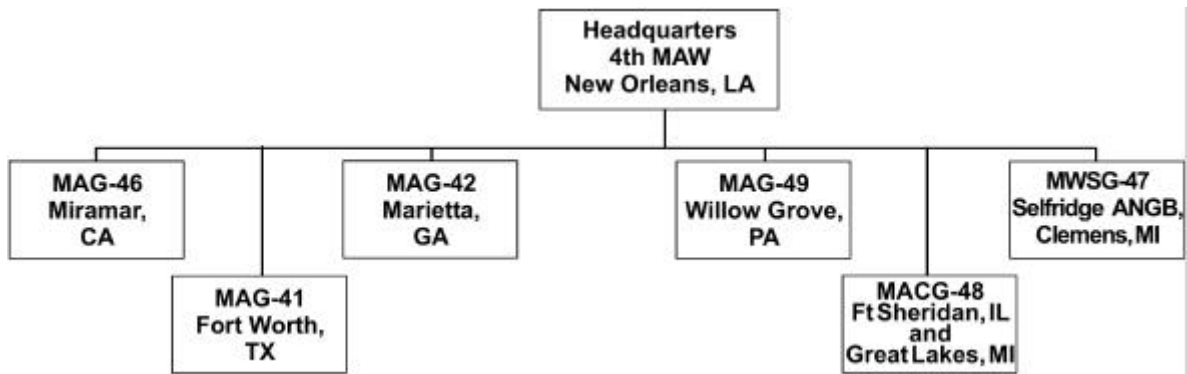 Headquarters
4th MAW
New Orleans, LA
MAG-46
Miramar,
CA
MAG-42
Marietta,
GA
MAG-49
Willow Grove,
PA
MWSG-47
Selfridge ANGB,
Clemens, MI
MAG-41
Fort Worth,
TX
MACG-48
Ft Sheridan, IL
and
Great Lakes, MI